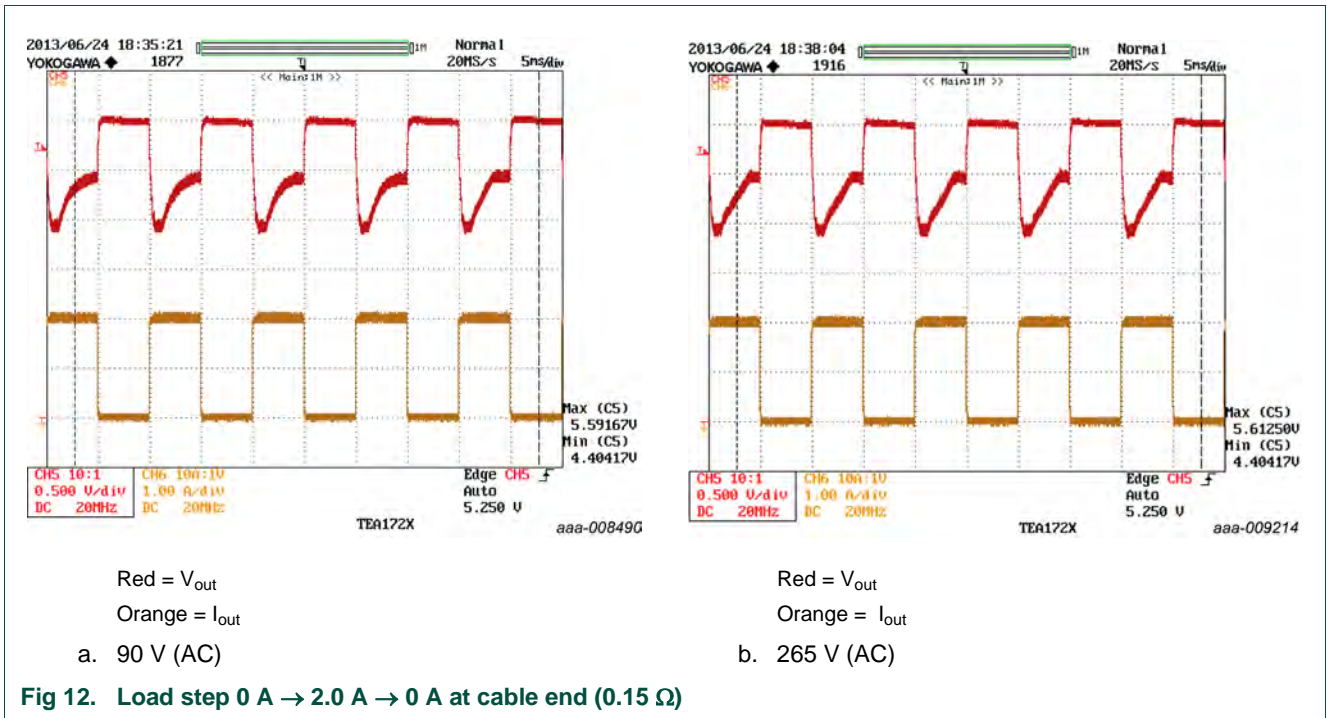 2013/06/24 18:35:21
1M
Normal
YOKOGAWA ◆ 1877
20MS/s 5ms/div
<< Main:1M >>
CH5
CH6
Max (C5)
5.59167V
Min (C5)
4.40417V
CH5 10:1
0.500 V/div
DC 20MHz
CH6 10A:1V
1.00 A/div
DC 20MHz
Edge CH5
Auto
5.250 V
TEA172X
aaa-008490
Red = Vout
Orange = Iout
a. 90 V (AC)
2013/06/24 18:38:04
1M
Normal
YOKOGAWA ◆ 1916
20MS/s 5ms/div
<< Main:1M >>
CH5
CH6
Max (C5)
5.61250V
Min (C5)
4.40417V
CH5 10:1
0.500 V/div
DC 20MHz
CH6 10A:1V
1.00 A/div
DC 20MHz
Edge CH5
Auto
5.250 V
TEA172X
aaa-009214
Red = Vout
Orange = Iout
b. 265 V (AC)
Fig 12. Load step 0 A → 2.0 A → 0 A at cable end (0.15 Ω)